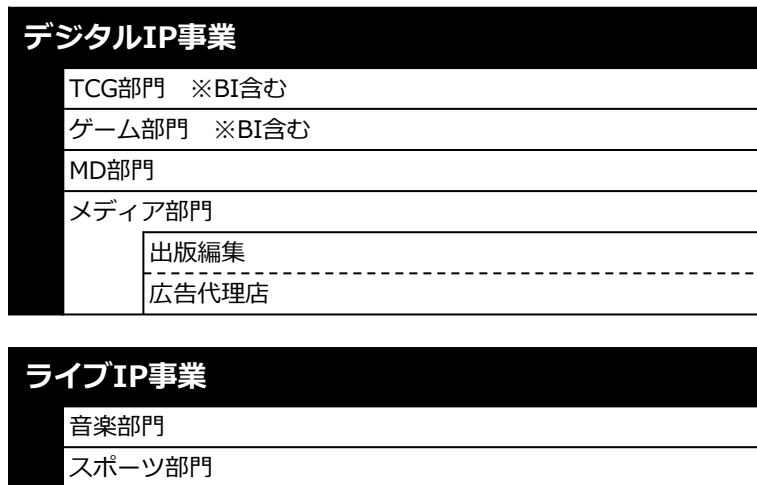 デジタルIP事業
TCG部門　※BI含む
ゲーム部門　※BI含む
MD部門
メディア部門
出版編集
広告代理店
ライブIP事業
音楽部門
スポーツ部門